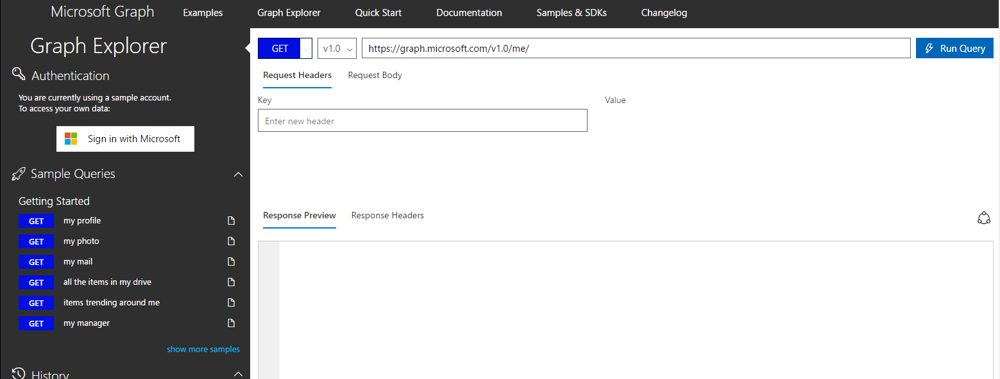 Microsoft Graph Examples Graph Explorer Quick Start Documentation Samples & SDKs Changelog
Graph Explorer
Authentication
You are currently using a sample account.
To access your own data:
Sign in with Microsoft
Sample Queries
Getting Started
GET my profile
GET my photo
GET my mail
GET all the items in my drive
GET items trending around me
GET my manager
show more samples
History
GET v1.0 https://graph.microsoft.com/v1.0/me/ Run Query
Request Headers Request Body
Key Value
Enter new header
Response Preview Response Headers